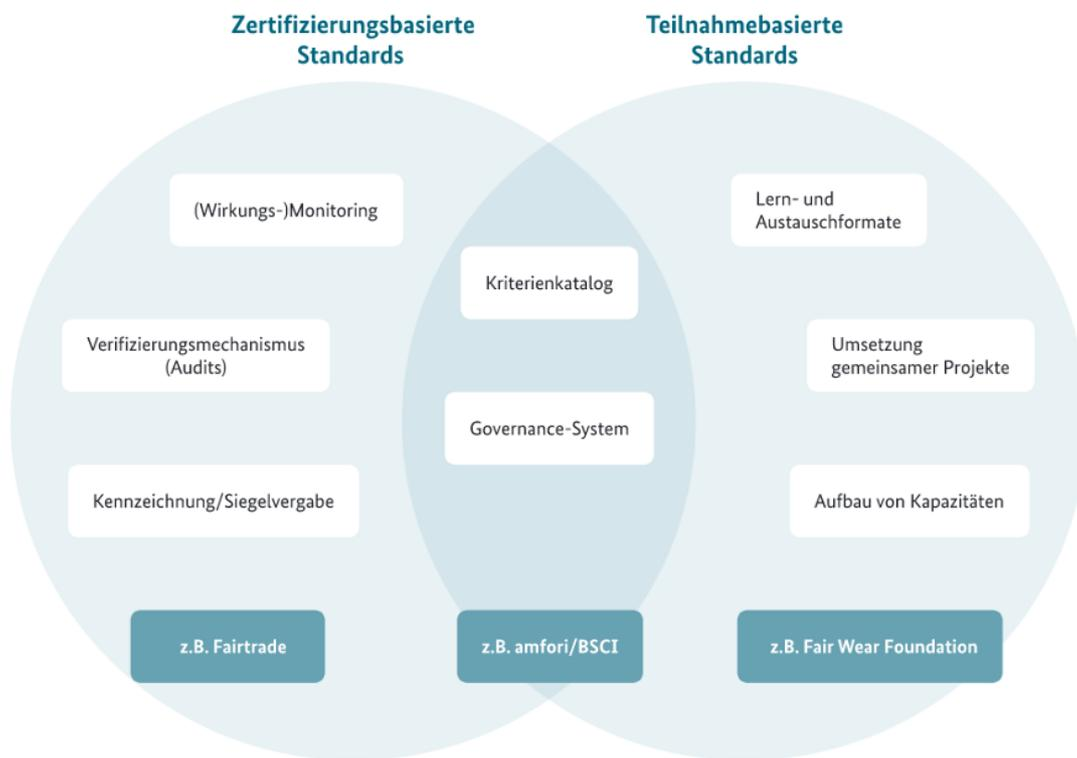 Zertifizierungsbasierte
Standards
Teilnahmebasierte
Standards
(Wirkungs-)Monitoring
Verifizierungsmechanismus
(Audits)
Kennzeichnung/Siegelvergabe
z.B. Fairtrade
Kriterienkatalog
Governance-System
z.B. amfori/BSCI
Lern- und
Austauschformate
Umsetzung
gemeinsamer Projekte
Aufbau von Kapazitäten
z.B. Fair Wear Foundation